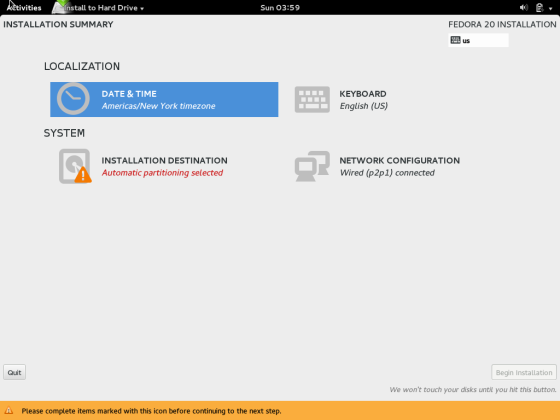 Activities Install to Hard Drive Sun 03:59
INSTALLATION SUMMARY FEDORA 20 INSTALLATION
us
LOCALIZATION
DATE & TIME
Americas/New York timezone
KEYBOARD
English (US)
SYSTEM
INSTALLATION DESTINATION
Automatic partitioning selected
NETWORK CONFIGURATION
Wired (p2p1) connected
Quit
Begin Installation
We won't touch your disks until you hit this button.
Please complete items marked with this icon before continuing to the next step.